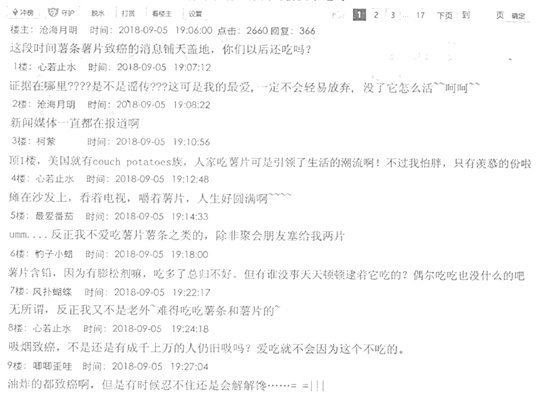 冲榜 守护 脱水 打赏 看楼主 设置 1 2 3 … 17 下页 到 页 确定
楼主: 沧海月明 时间: 2018-09-05 19:06:00 点击: 2660 回复: 366
这段时间薯条薯片致癌的消息铺天盖地, 你们以后还吃吗?
1楼: 心若止水 时间: 2018-09-05 19:07:12
证据在哪里????是不是谣传???这可是我的最爱, 一定不会轻易放弃, 没了它怎么活~~呵呵~~
2楼: 沧海月明 时间: 2018-09-05 19:08:22
新闻媒体一直都在报道啊
3楼: 柯蒙 时间: 2018-09-05 19:10:56
顶1楼, 美国就有couch potatoes族, 人家吃薯片可是引领了生活的潮流啊! 不过我怕胖, 只有羡慕的份啦
4楼: 心若止水 时间: 2018-09-05 19:12:48
瘫在沙发上, 看着电视, 嚼着薯片, 人生好圆满啊~~~~
5楼: 最爱番茄 时间: 2018-09-05 19:14:33
umm....反正我不爱吃薯片薯条之类的, 除非聚会朋友塞给我两片
6楼: 豹子小蜡 时间: 2018-09-05 19:18:00
薯片含铅, 因为有膨松剂嘛, 吃多了总归不好。但有谁没事天天顿顿逮着它吃的? 偶尔吃吃也没什么的吧
7楼: 风扑蝴蝶 时间: 2018-09-05 19:22:17
无所谓, 反正我又不是老外~难得吃吃薯条和薯片的~
8楼: 心若止水 时间: 2018-09-05 19:24:18
吸烟致癌, 不是还有成千上万的人仍旧吸吗? 爱吃就不会因为这个不吃的。
9楼: 唧唧歪哇 时间: 2018-09-05 19:27:04
油炸的都致癌啊, 但是有时候忍不住还是会解解馋……= =|||